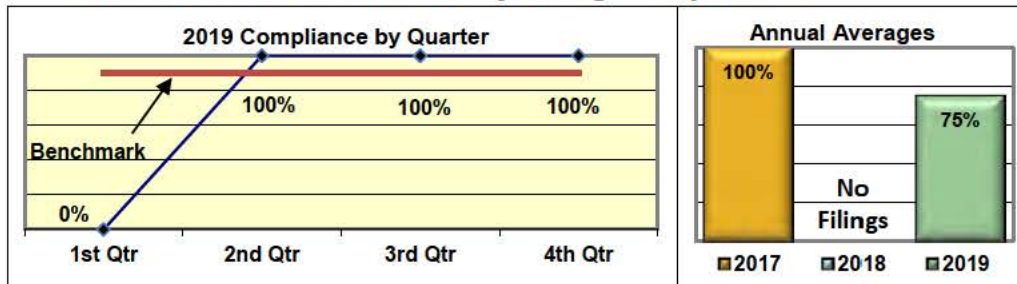 2019 Compliance by Quarter
100%
100%
100%
Benchmark
0%
1st Qtr
2nd Qtr
3rd Qtr
4th Qtr
Annual Averages
100%
75%
No
Filings
2017
2018
2019